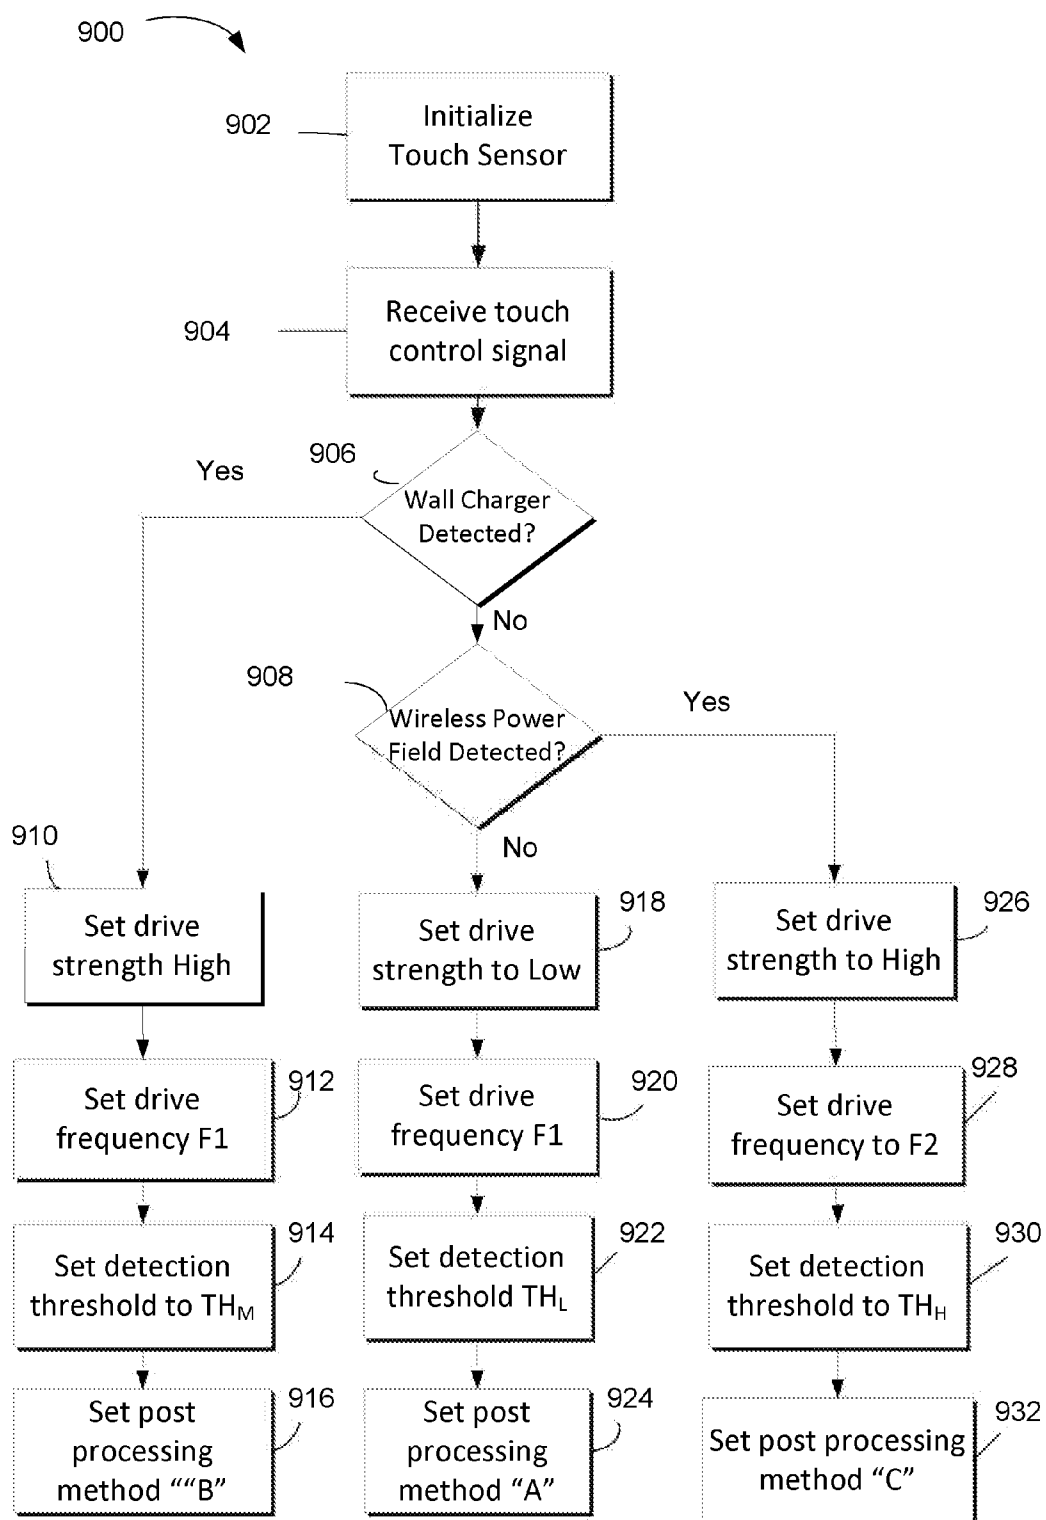 900
902
Initialize
Touch Sensor
904
Receive touch
control signal
906
Yes
Wall Charger
Detected?
No
908
Wireless Power
Field Detected?
Yes
No
910
Set drive
strength High
918
Set drive
strength to Low
926
Set drive
strength to High
912
Set drive
frequency F1
920
Set drive
frequency F1
928
Set drive
frequency to F2
914
Set detection
threshold to THM
922
Set detection
threshold THL
930
Set detection
threshold to THH
916
Set post
processing
method ““B”
924
Set post
processing
method “A”
932
Set post processing
method “C”